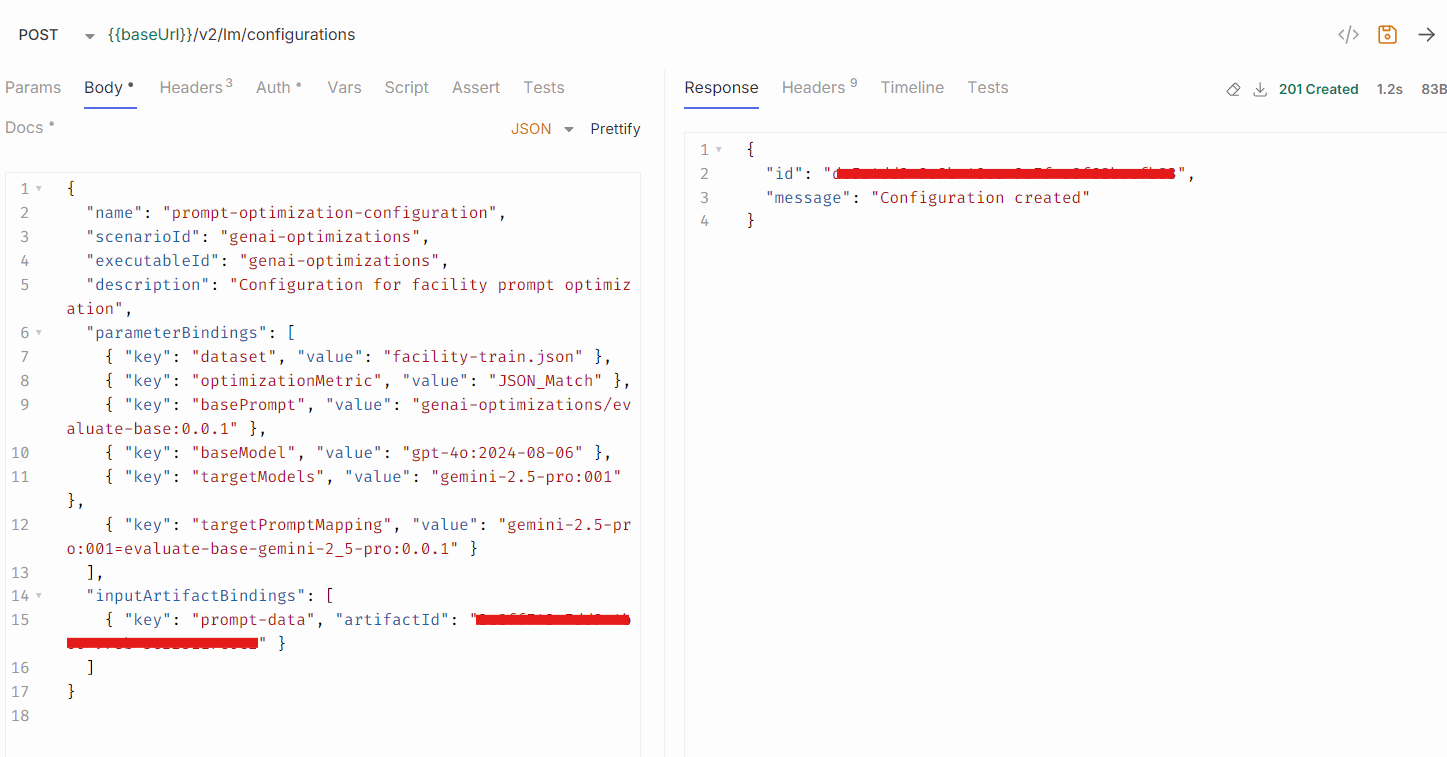 POST {{baseUrl}}/v2/lm/configurations
Params Body Headers 3 Auth Vars Script Assert Tests
Docs
JSON Prettify
1 {
2 "name": "prompt-optimization-configuration",
3 "scenarioId": "genai-optimizations",
4 "executableId": "genai-optimizations",
5 "description": "Configuration for facility prompt optimiz
ation",
6 "parameterBindings": [
7 { "key": "dataset", "value": "facility-train.json" },
8 { "key": "optimizationMetric", "value": "JSON_Match" },
9 { "key": "basePrompt", "value": "genai-optimizations/ev
aluate-base:0.0.1" },
10 { "key": "baseModel", "value": "gpt-4o:2024-08-06" },
11 { "key": "targetModels", "value": "gemini-2.5-pro:001"
},
12 { "key": "targetPromptMapping", "value": "gemini-2.5-pr
o:001=evaluate-base-gemini-2_5-pro:0.0.1" }
13 ],
14 "inputArtifactBindings": [
15 { "key": "prompt-data", "artifactId": "
" }
16 ]
17 }
18
Response Headers 9 Timeline Tests 201 Created 1.2s 83B
1 {
2 "id": "",
3 "message": "Configuration created"
4 }